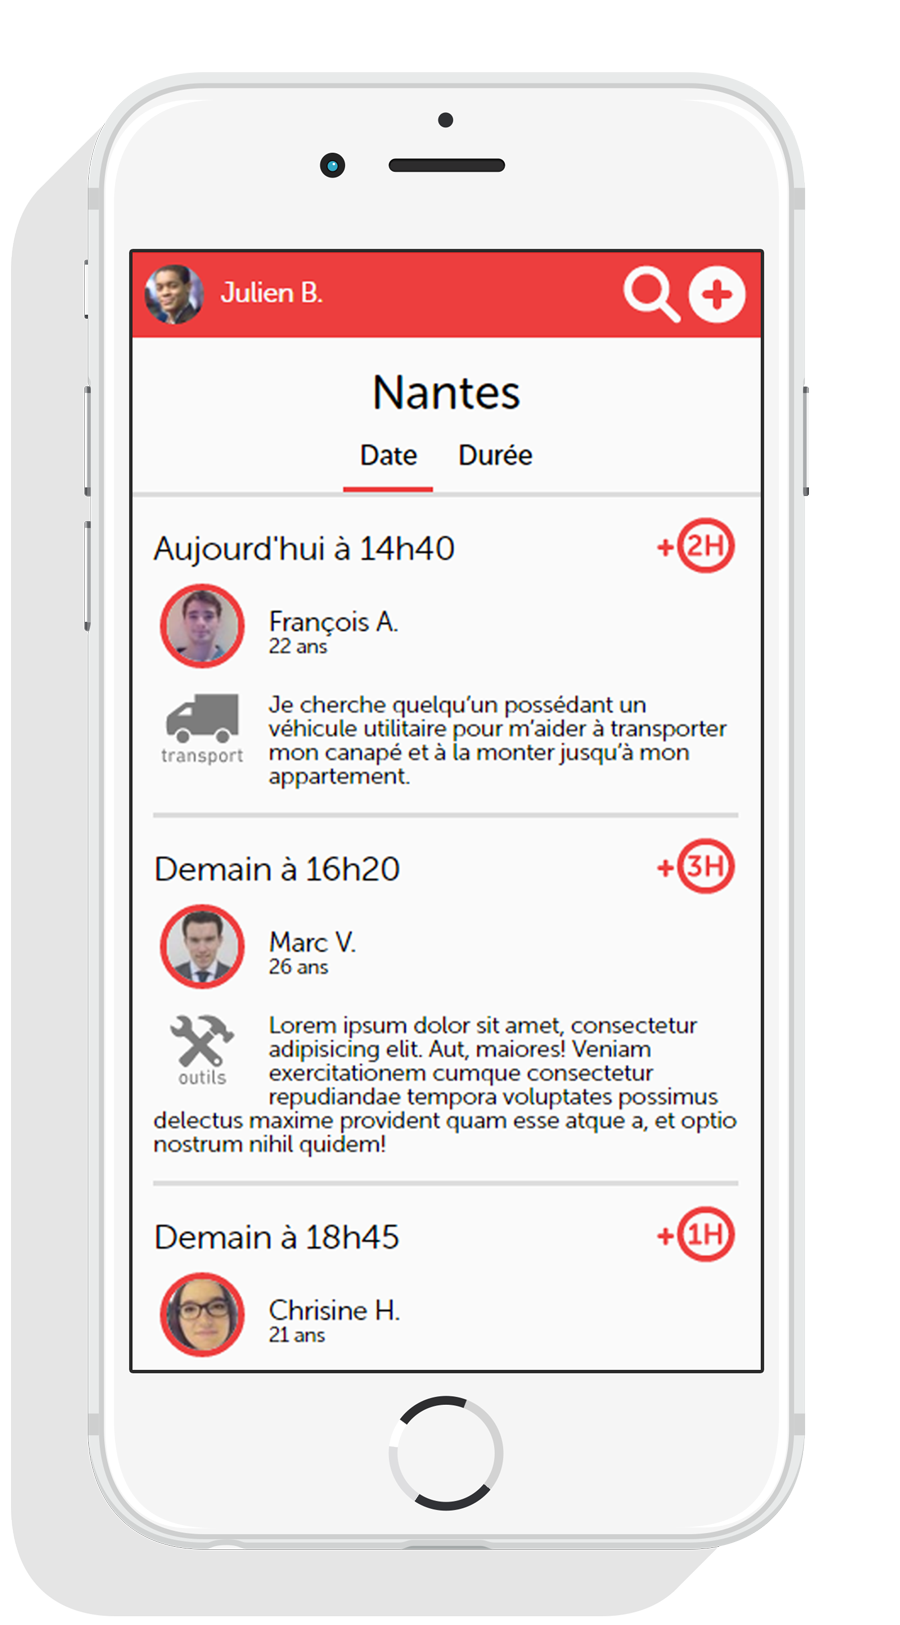 Julien B.
Nantes
Date Durée
Aujourd'hui à 14h40
+2H
François A.
22 ans
transport
Je cherche quelqu’un possédant un
véhicule utilitaire pour m’aider à transporter
mon canapé et à la monter jusqu’à mon
appartement.
Demain à 16h20
+3H
Marc V.
26 ans
outils
Lorem ipsum dolor sit amet, consectetur
adipisicing elit. Aut, maiores! Veniam
exercitationem cumque consectetur
repudiandae tempora voluptates possimus
delectus maxime provident quam esse atque a, et optio
nostrum nihil quidem!
Demain à 18h45
+1H
Chrisine H.
21 ans